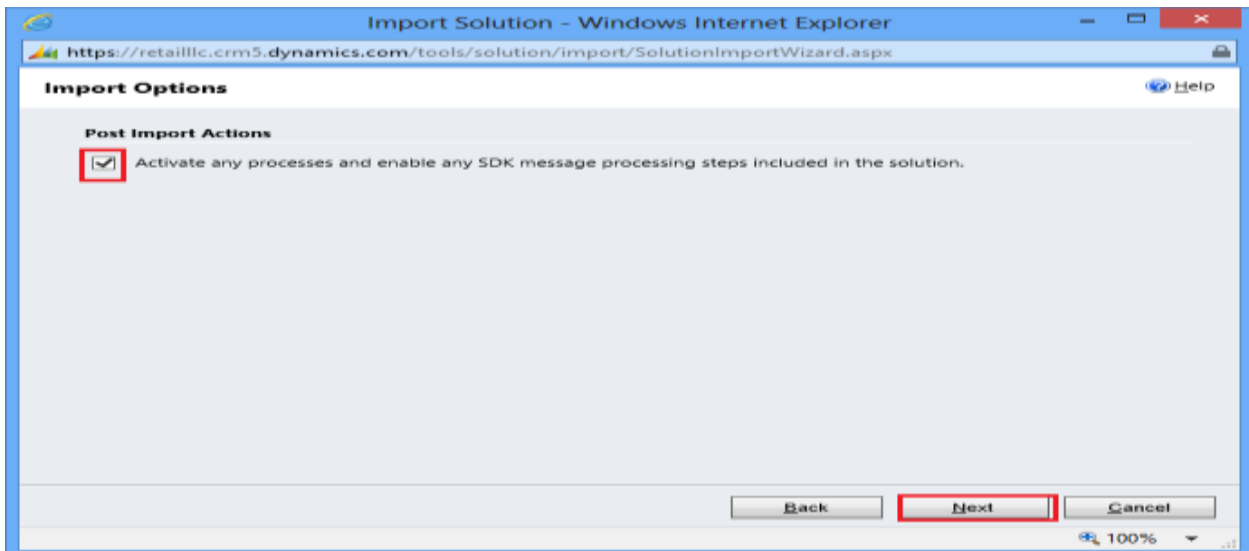 Import Solution - Windows Internet Explorer
https://retailllc.crm5.dynamics.com/tools/solution/import/SolutionImportWizard.aspx
Import Options
Help
Post Import Actions
Activate any processes and enable any SDK message processing steps included in the solution.
Back Next Cancel
100%